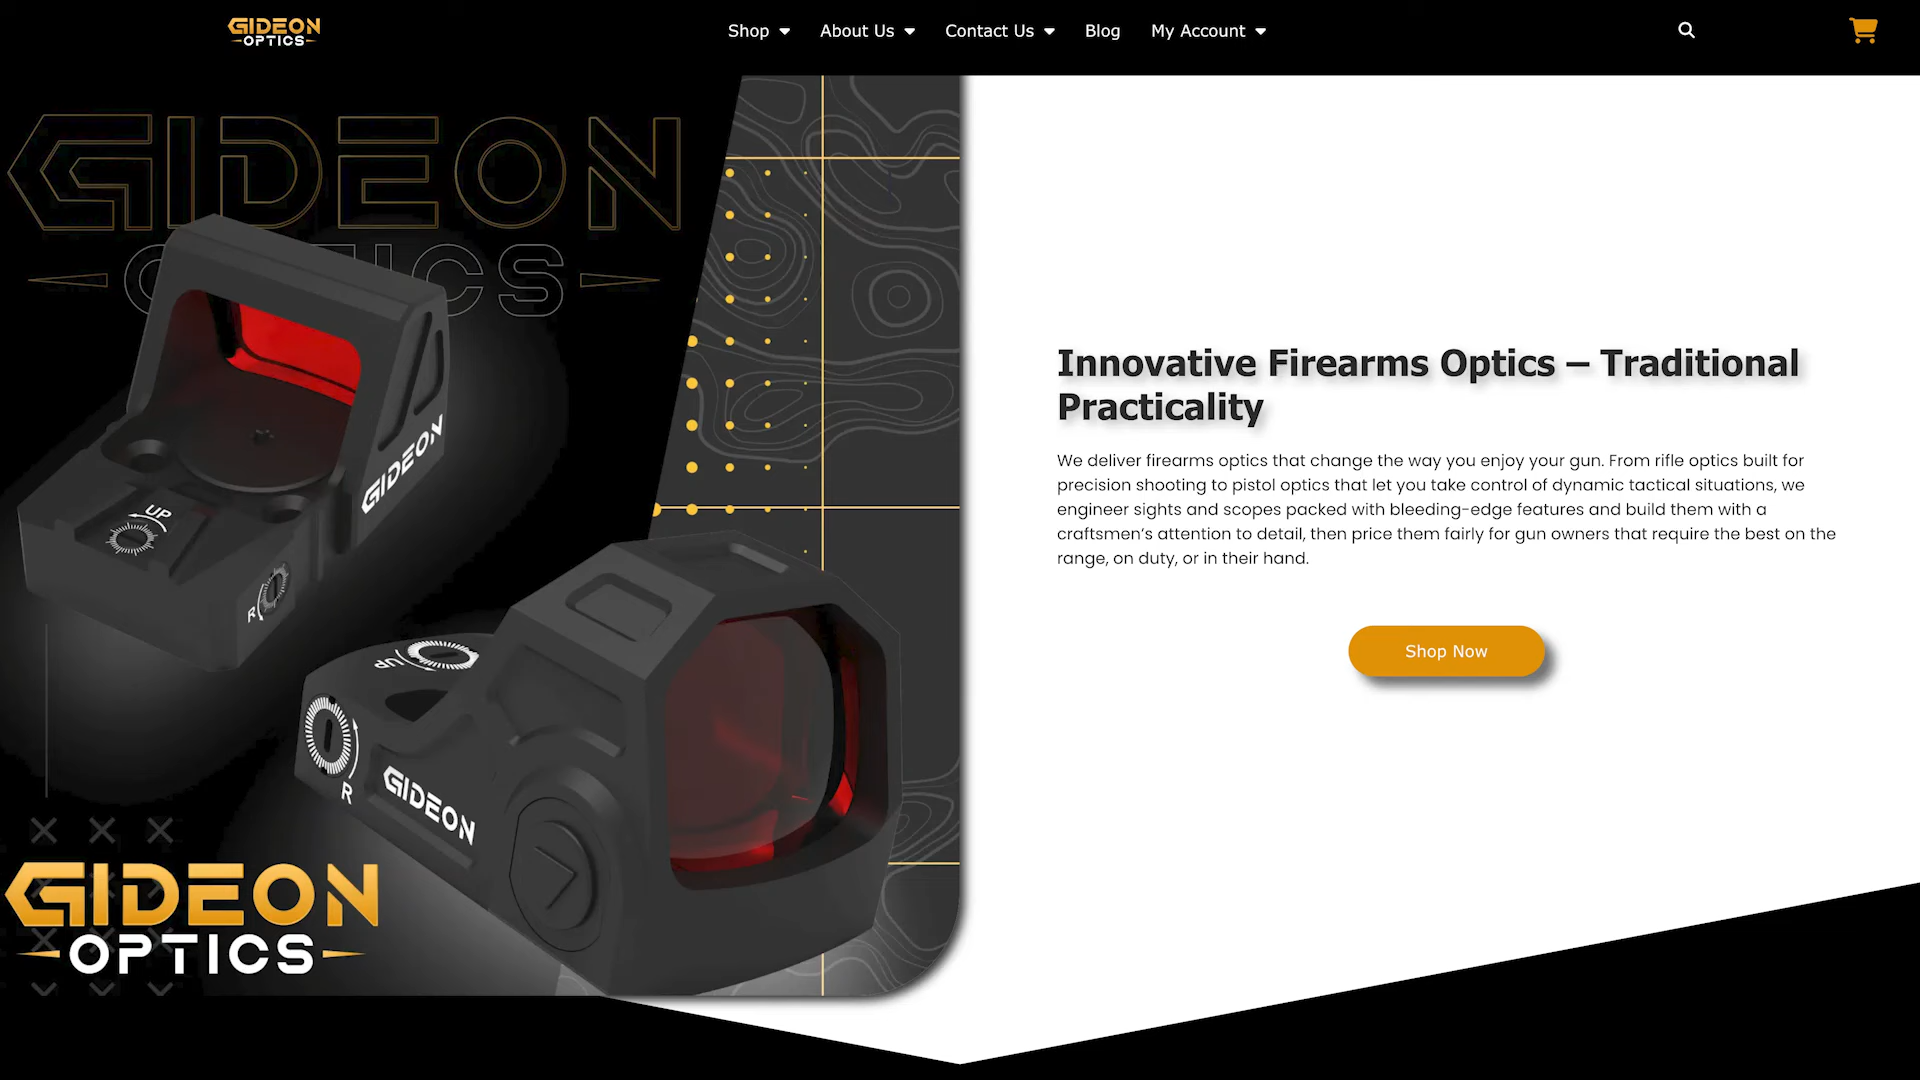 GIDEON
OPTICS
Shop
About Us
Contact Us
Blog
My Account
GIDEON
OPTICS
GIDEON
UP
R
UP
R
GIDEON
GIDEON
OPTICS
Innovative Firearms Optics – Traditional
Practicality
We deliver firearms optics that change the way you enjoy your gun. From rifle optics built for
precision shooting to pistol optics that let you take control of dynamic tactical situations, we
engineer sights and scopes packed with bleeding-edge features and build them with a
craftsmen’s attention to detail, then price them fairly for gun owners that require the best on the
range, on duty, or in their hand.
Shop Now